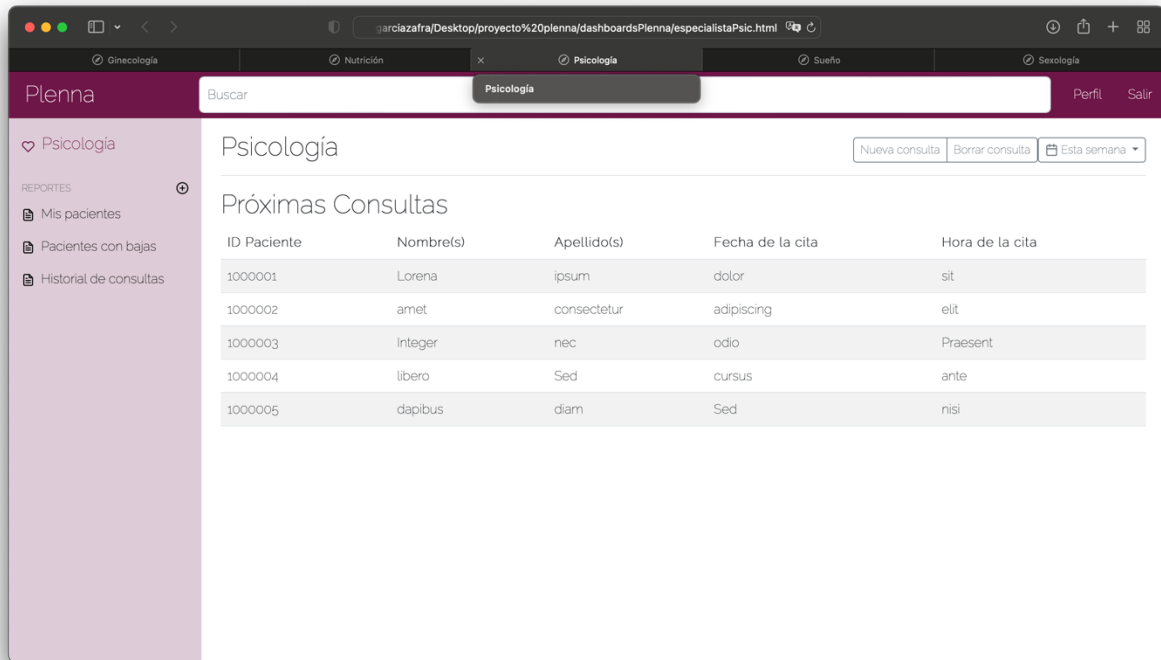 garciazafra/Desktop/proyecto%20plenna/dashboardsPlenna/especialistaPsic.html
Ginecología Nutrición Psicología Sueño Sexología
Plenna Buscar Psicología Perfil Salir
Psicología
REPORTES
Mis pacientes
Pacientes con bajas
Historial de consultas
Psicología Nueva consulta Borrar consulta Esta semana
Próximas Consultas
ID Paciente Nombre(s) Apellido(s) Fecha de la cita Hora de la cita
1000001 Lorena ipsum dolor sit
1000002 amet consectetur adipiscing elit
1000003 Integer nec odio Praesent
1000004 libero Sed cursus ante
1000005 dapibus diam Sed nisi